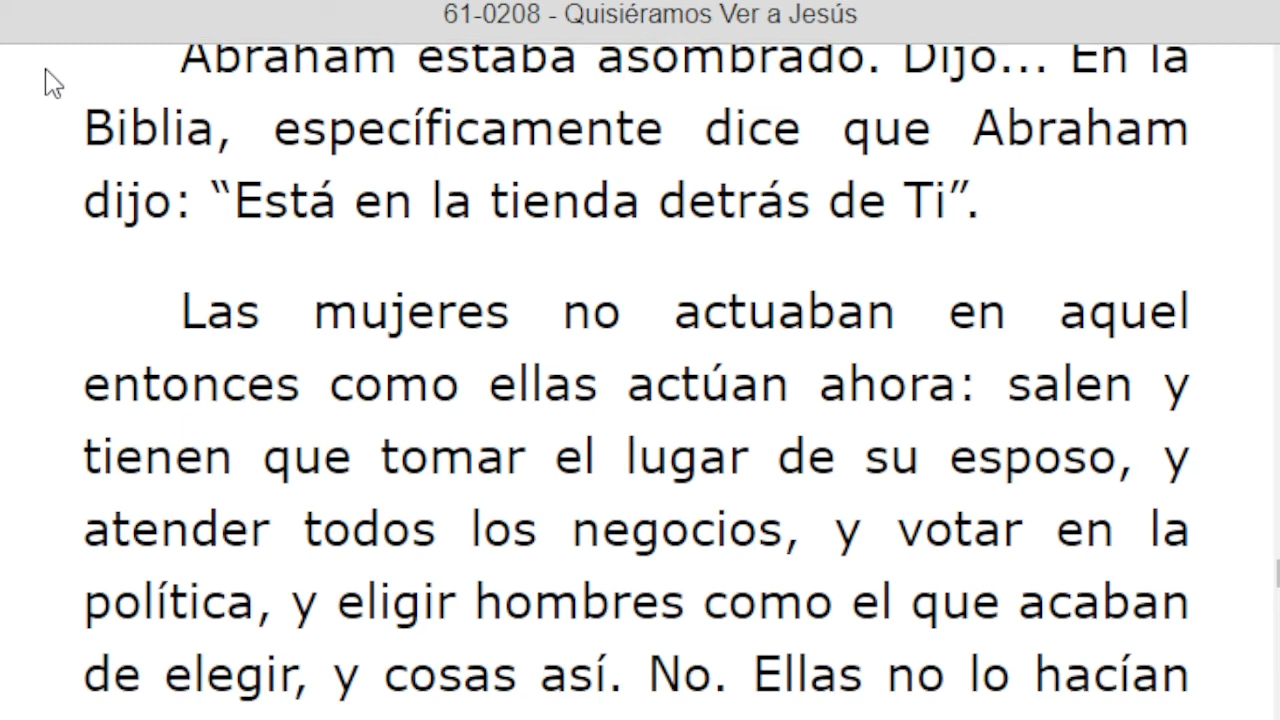 61-0208 - Quisiéramos Ver a Jesús
Abraham estaba asombrado. Dijo... En la
Biblia, específicamente dice que Abraham
dijo: “Está en la tienda detrás de Ti”.
Las mujeres no actuaban en aquel
entonces como ellas actúan ahora: salen y
tienen que tomar el lugar de su esposo, y
atender todos los negocios, y votar en la
política, y eligir hombres como el que acaban
de elegir, y cosas así. No. Ellas no lo hacían